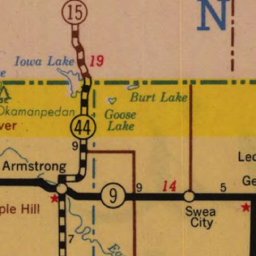 15
N
Iowa Lake
19
Okamanpedan
Burt Lake
Goose
Lake
44
9
Armstrong
9
9
14
5
ple Hill
Swea
City
7